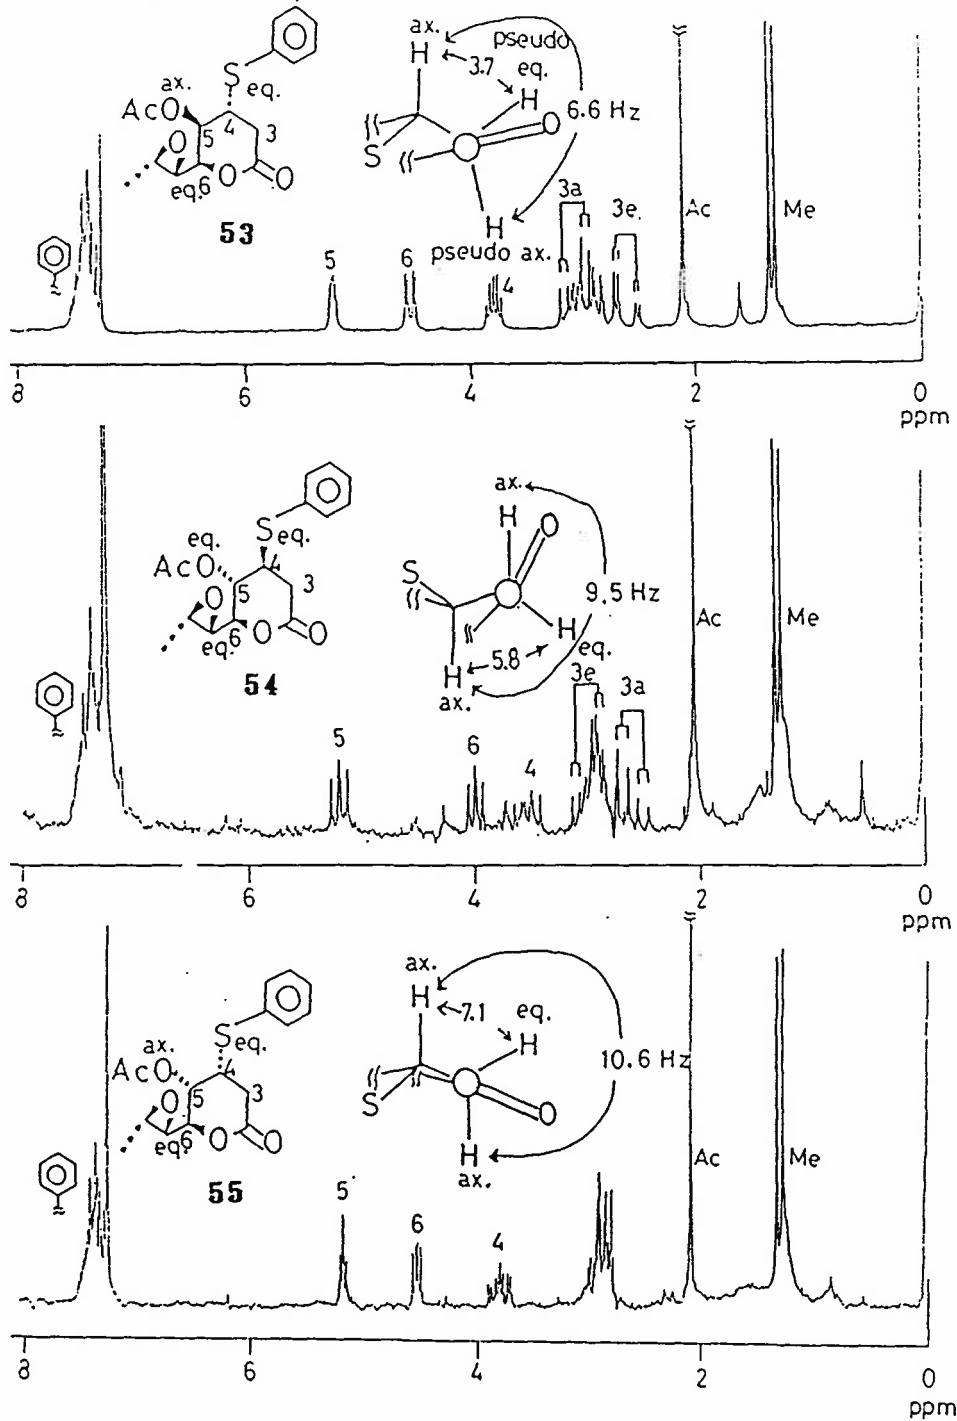 ax.
pseudo
H
3.7
eq.
H
S
eq.
ax.
AcO
4
3
5
O
O
6.6 Hz
S
O
eq.6
O
O
53
H
pseudo ax.
3a
3e
Ac
Me
5
6
4
8
6
4
2
0
ppm
ax.
H
O
S
eq.
eq.
AcO
4
3
5
O
S
9.5 Hz
H
eq.
5.8
eq.6
O
O
54
H
ax.
3e
3a
Ac
Me
5
6
4
8
6
4
2
0
ppm
ax.
H
7.1
eq.
H
S
eq.
ax.
AcO
4
3
5
O
10.6 Hz
S
O
eq.6
O
O
55
H
ax.
Ac
Me
5
6
4
8
6
4
2
0
ppm